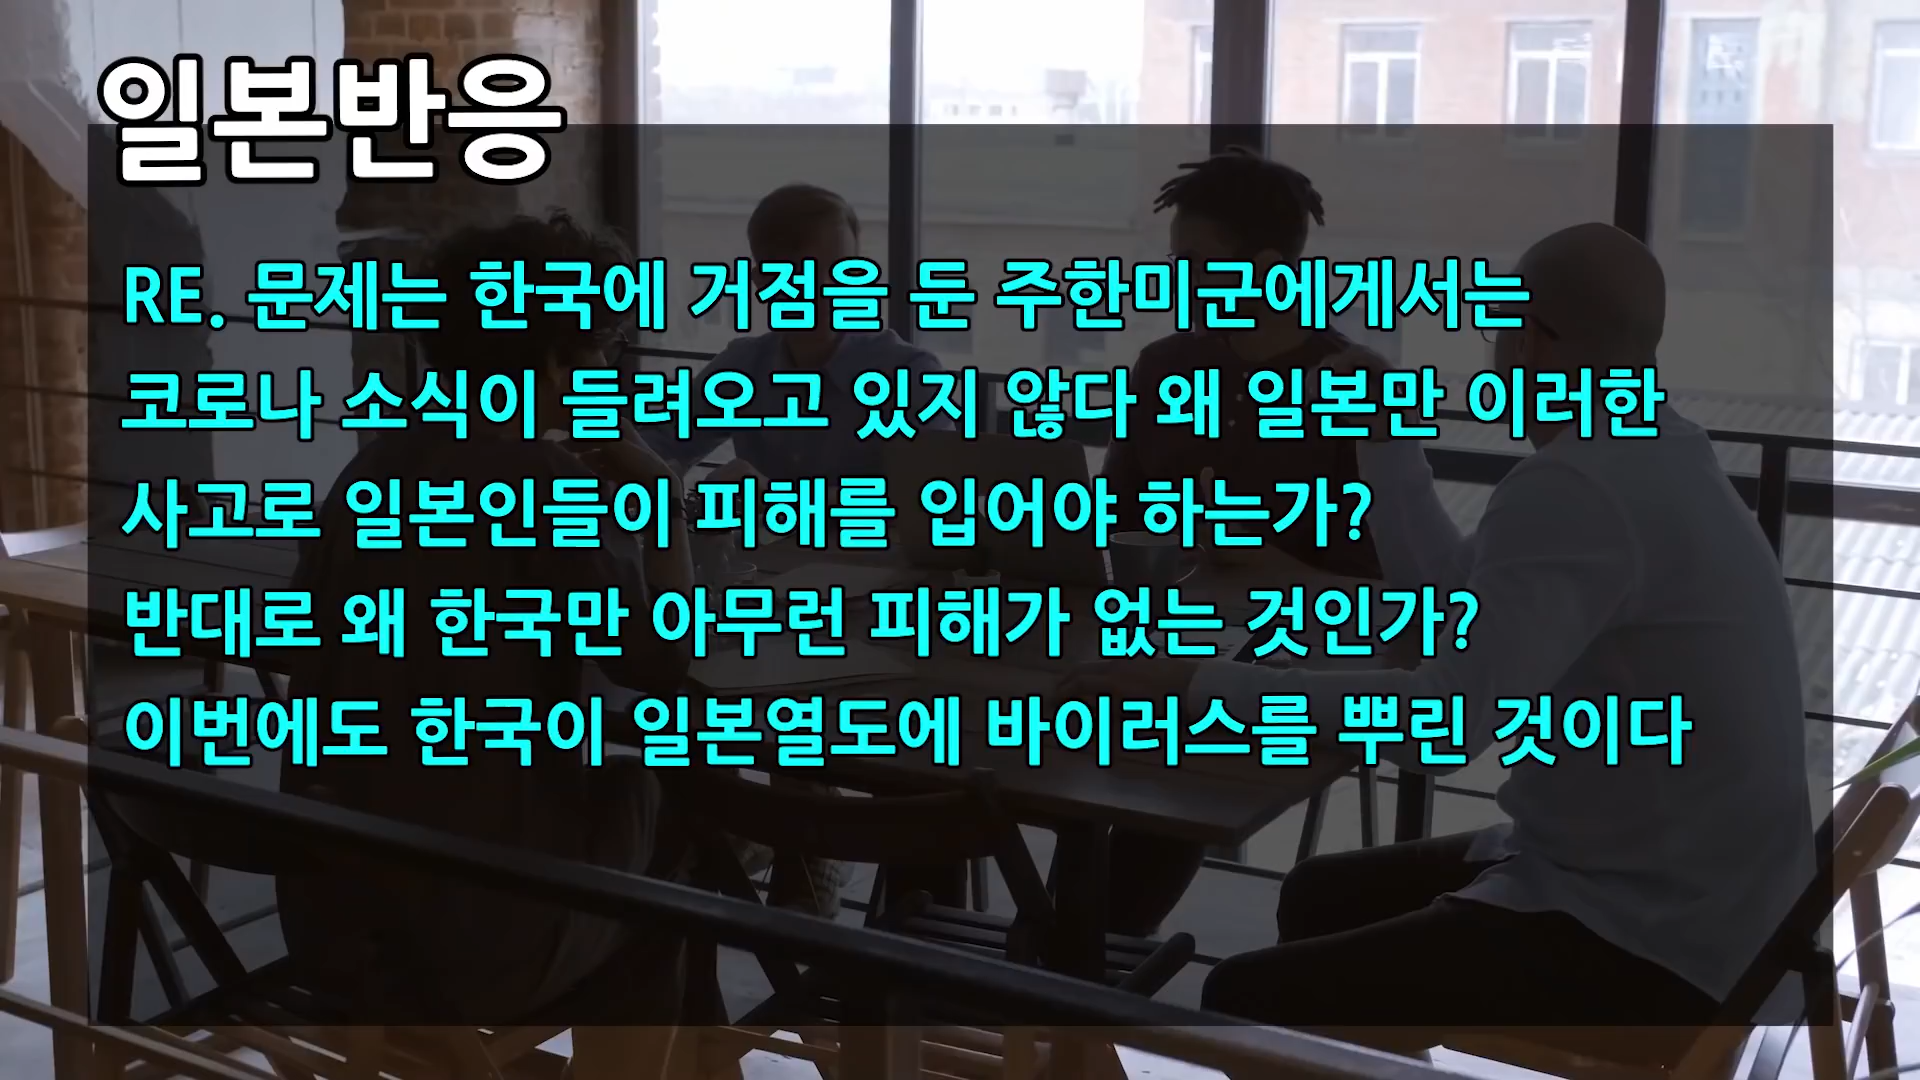 일본반응
RE. 문제는 한국에 거점을 둔 주한미군에게서는
코로나 소식이 들려오고 있지 않다 왜 일본만 이러한
사고로 일본인들이 피해를 입어야 하는가?
반대로 왜 한국만 아무런 피해가 없는 것인가?
이번에도 한국이 일본열도에 바이러스를 뿌린 것이다